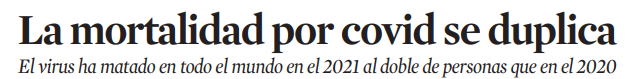 La mortalidad por covid se duplica
El virus ha matado en todo el mundo en el 2021 al doble de personas que en el 2020